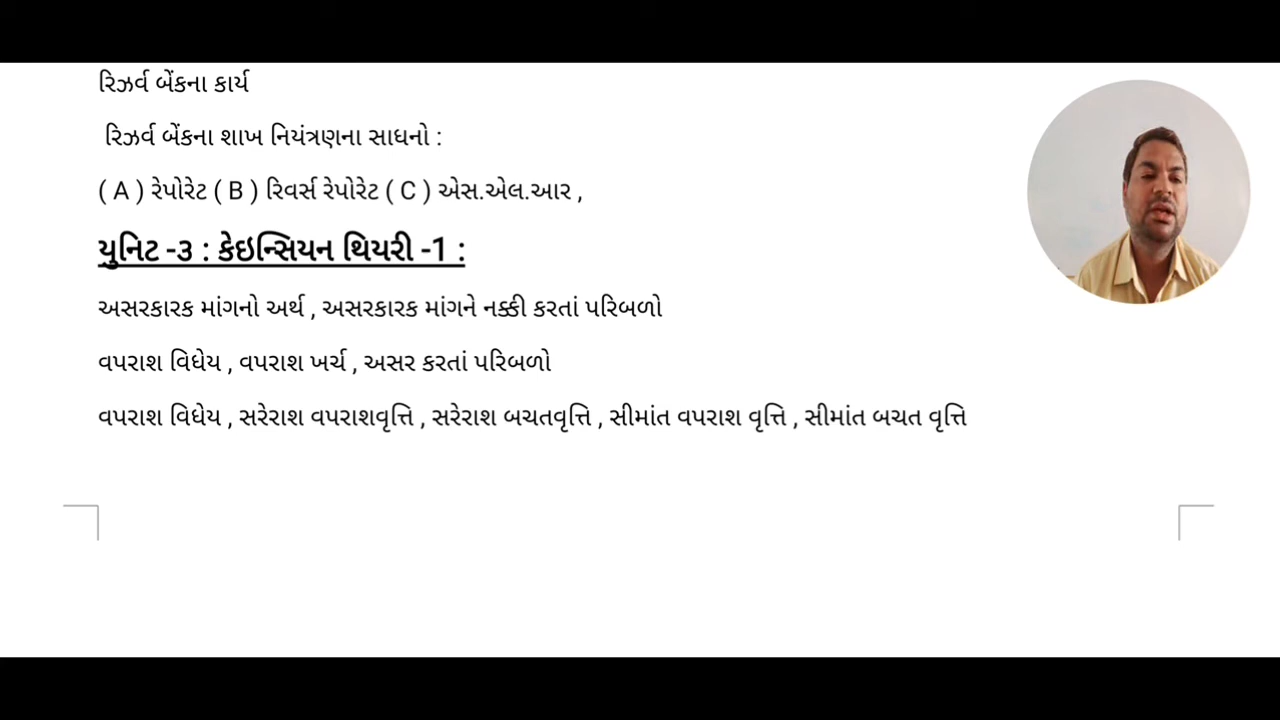 રિઝર્વ બેંકના કાર્ય
રિઝર્વ બેંકના શાખ નિયંત્રણના સાધનો :
( A ) રેપોરેટ ( B ) રિવર્સ રેપોરેટ ( C ) એસ.એલ.આર ,
યુનિટ -૩ : કેઇન્સિયન થિયરી -1 :
અસરકારક માંગનો અર્થ , અસરકારક માંગને નક્કી કરતાં પરિબળો
વપરાશ વિધેય , વપરાશ ખર્ચ , અસર કરતાં પરિબળો
વપરાશ વિધેય , સરેરાશ વપરાશવૃત્તિ , સરેરાશ બચતવૃત્તિ , સીમાંત વપરાશ વૃત્તિ , સીમાંત બચત વૃત્તિ